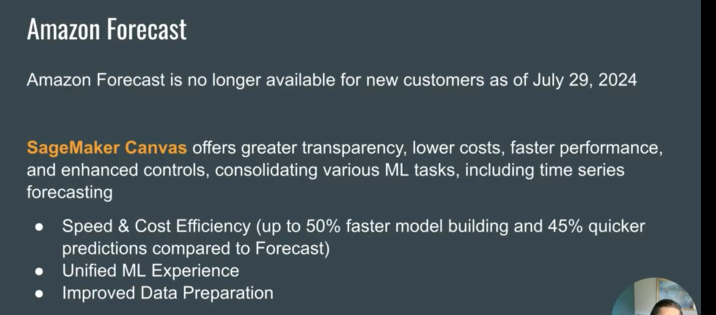 Amazon Forecast
Amazon Forecast is no longer available for new customers as of July 29, 2024
SageMaker Canvas offers greater transparency, lower costs, faster performance,
and enhanced controls, consolidating various ML tasks, including time series
forecasting
● Speed & Cost Efficiency (up to 50% faster model building and 45% quicker
predictions compared to Forecast)
● Unified ML Experience
● Improved Data Preparation